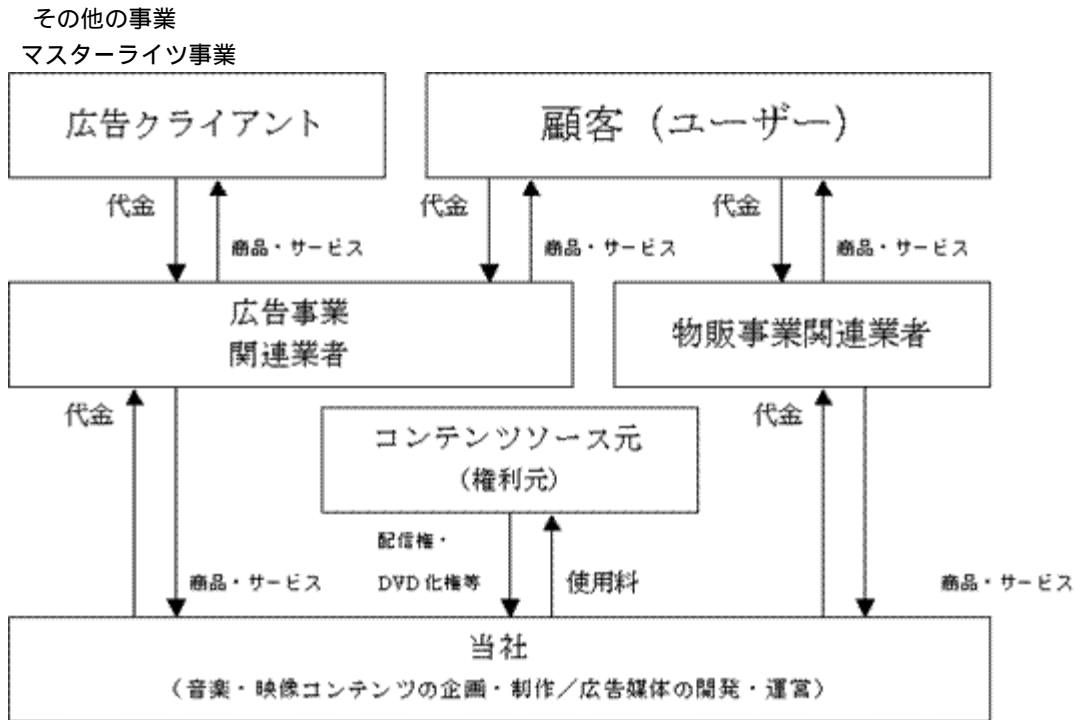 その他の事業
マスターライツ事業
広告クライアント
顧客（ユーザー）
代金
商品・サービス
代金
商品・サービス
代金
商品・サービス
広告事業
関連業者
物販事業関連業者
代金
コンテンツソース元
（権利元）
代金
配信権・
DVD化権等
使用料
商品・サービス
商品・サービス
当社
（音楽・映像コンテンツの企画・制作／広告媒体の開発・運営）